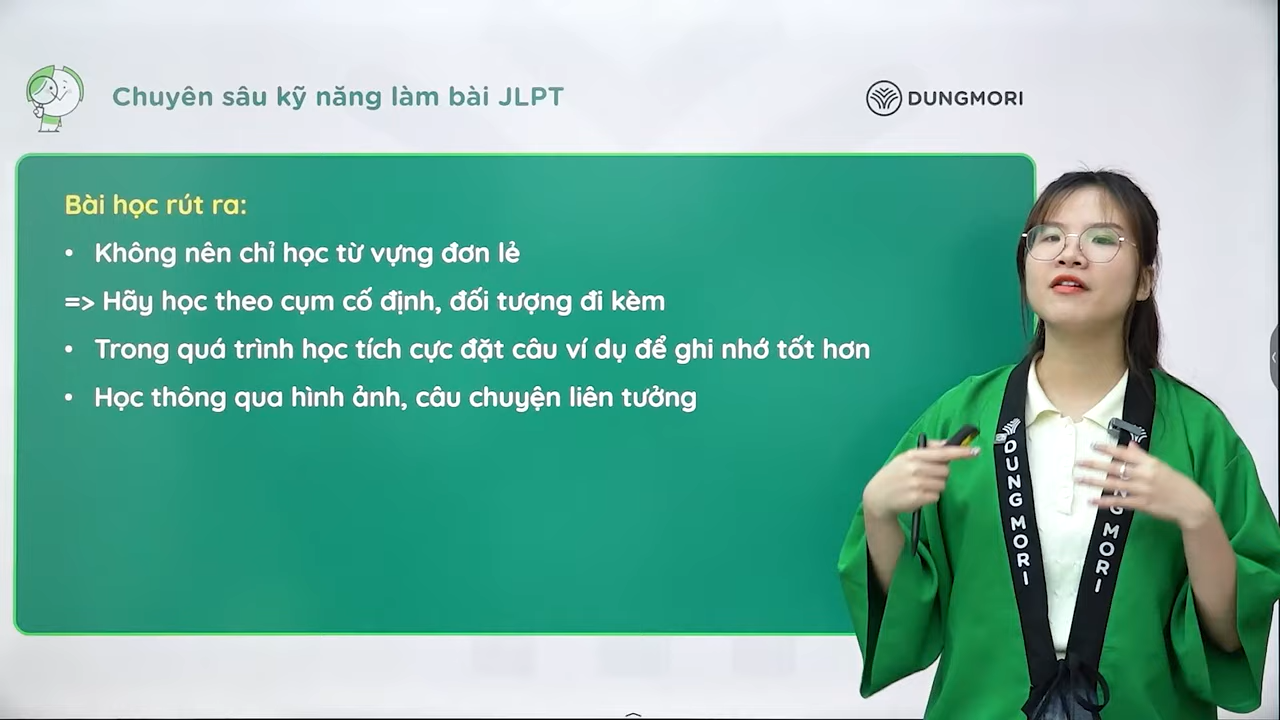 Chuyên sâu kỹ năng làm bài JLPT
DUNGMORI
Bài học rút ra:
• Không nên chỉ học từ vựng đơn lẻ
=> Hãy học theo cụm cố định, đối tượng đi kèm
• Trong quá trình học tích cực đặt câu ví dụ để ghi nhớ tốt hơn
• Học thông qua hình ảnh, câu chuyện liên tưởng
DUNG MORI
G MORI